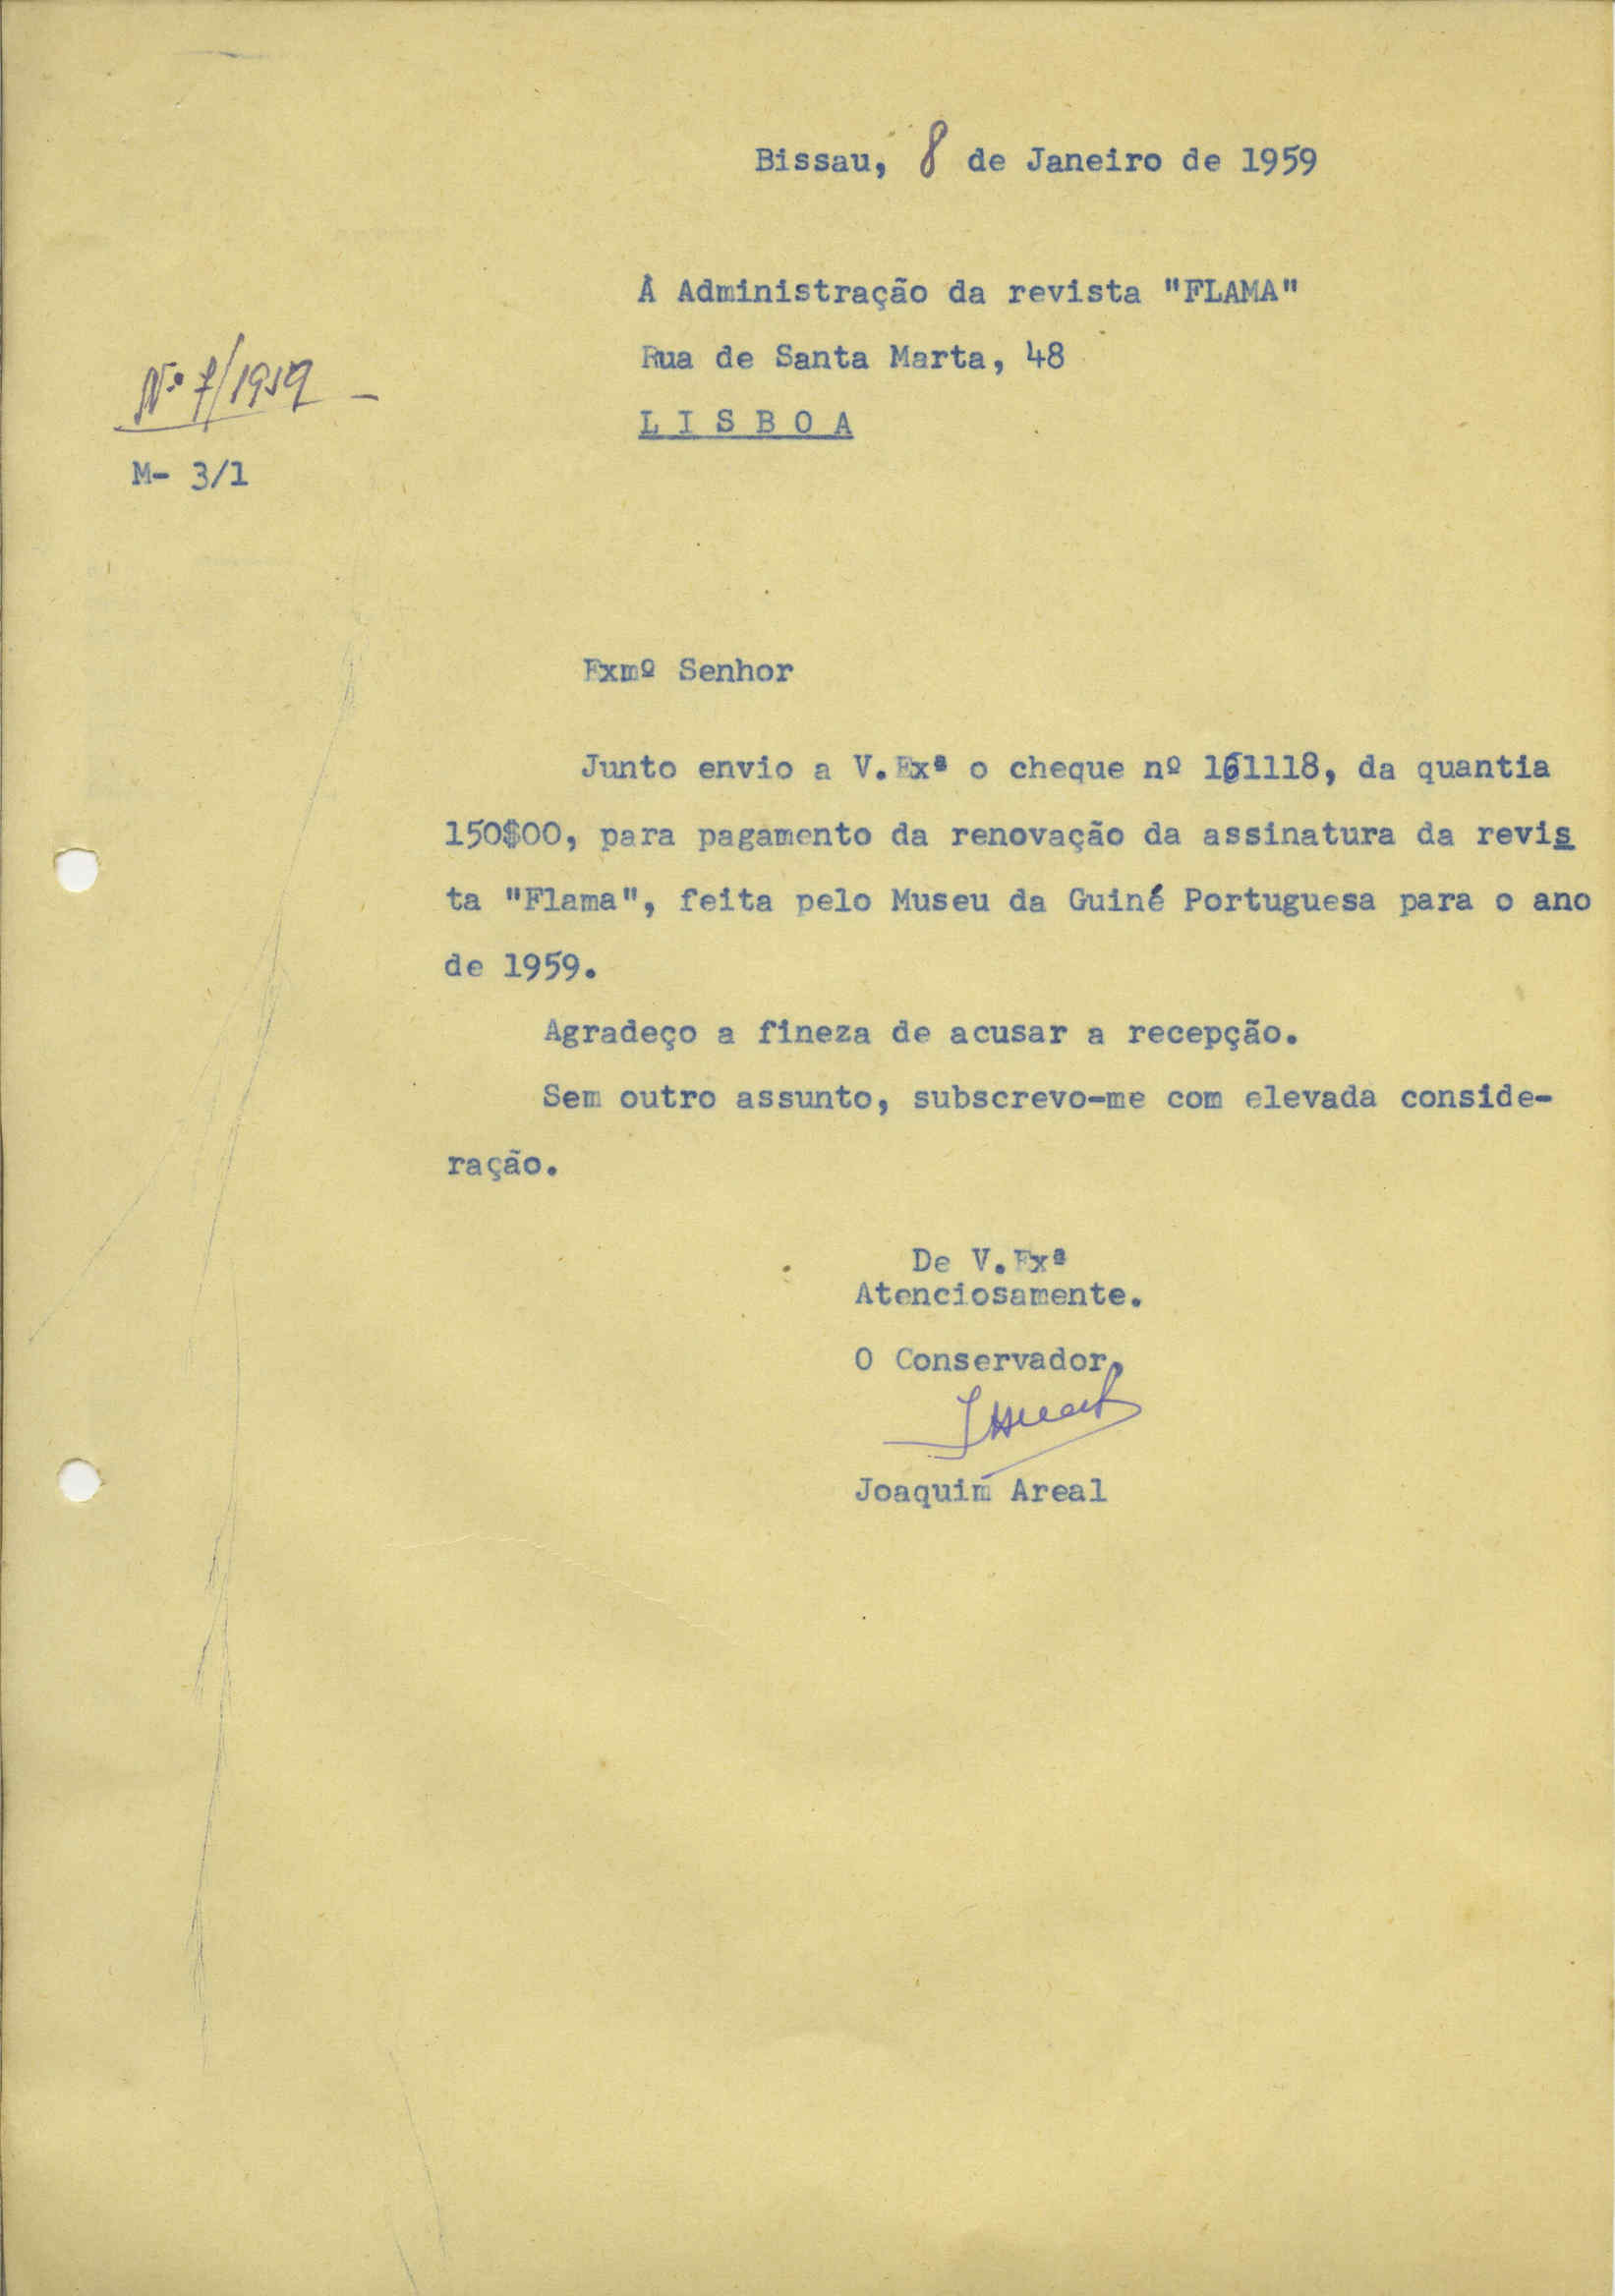 Bissau, 8 de Janeiro de 1959
À Administração da revista "FLAMA"
Rua de Santa Marta, 48
L I S B O A
Nº 7/1959
M- 3/1
Exmº Senhor
Junto envio a V.Exª o cheque nº 161118, da quantia
150$00, para pagamento da renovação da assinatura da revis
ta "Flama", feita pelo Museu da Guiné Portuguesa para o ano
de 1959.
Agradeço a fineza de acusar a recepção.
Sem outro assunto, subscrevo-me com elevada conside-
ração.
De V.Exª
Atenciosamente.
O Conservador,
Joaquim Areal